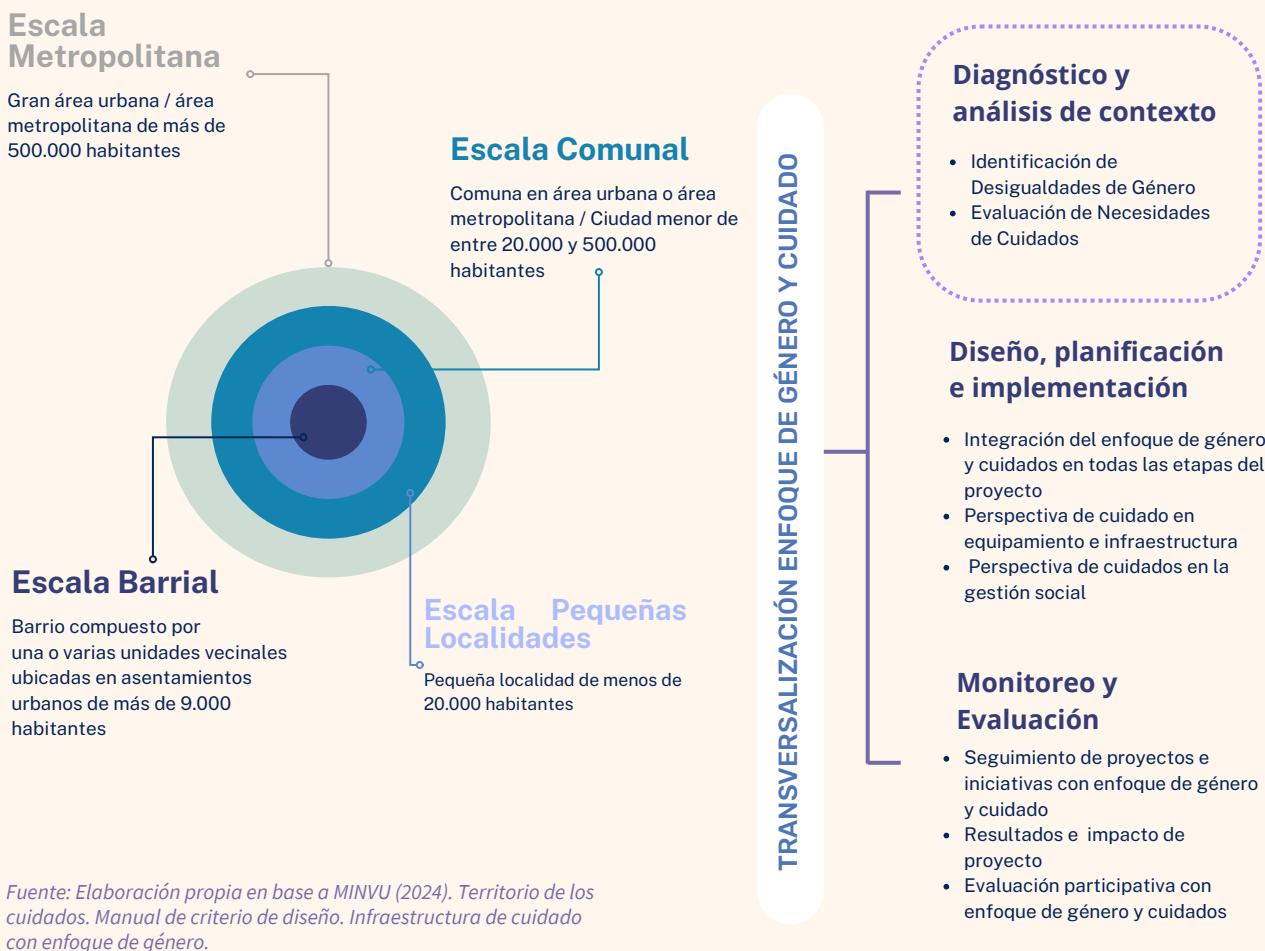 Escala
Metropolitana
Gran área urbana / área
metropolitana de más de
500.000 habitantes
Escala Comunal
Comuna en área urbana o área
metropolitana / Ciudad menor de
entre 20.000 y 500.000
habitantes
Escala Barrial
Barrio compuesto por
una o varias unidades vecinales
ubicadas en asentamientos
urbanos de más de 9.000
habitantes
Escala Pequeñas
Localidades
Pequeña localidad de menos de
20.000 habitantes
Fuente: Elaboración propia en base a MINVU (2024). Territorio de los
cuidados. Manual de criterio de diseño. Infraestructura de cuidado
con enfoque de género.
TRANSVERSALIZACIÓN ENFOQUE DE GÉNERO Y CUIDADO
Diagnóstico y
análisis de contexto
• Identificación de
Desigualdades de Género
• Evaluación de Necesidades
de Cuidados
Diseño, planificación
e implementación
• Integración del enfoque de género
y cuidados en todas las etapas del
proyecto
• Perspectiva de cuidado en
equipamiento e infraestructura
• Perspectiva de cuidados en la
gestión social
Monitoreo y
Evaluación
• Seguimiento de proyectos e
iniciativas con enfoque de género
y cuidado
• Resultados e impacto de
proyecto
• Evaluación participativa con
enfoque de género y cuidados